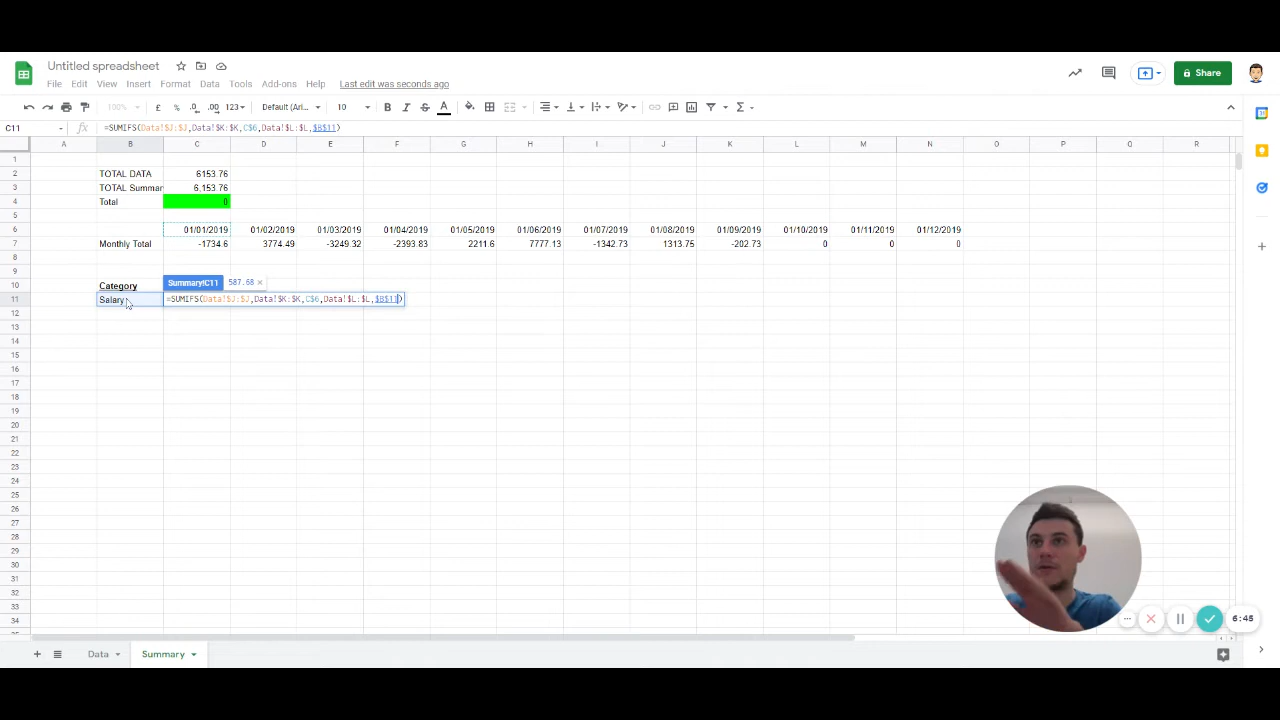 Untitled spreadsheet
File Edit View Insert Format Data Tools Add-ons Help Last edit was seconds ago
Share
100% £ % .0 .00 123 Default (Ari... 10 B I S A Σ
C11 fx =SUMIFS(Data!$J:$J,Data!$K:$K,C$6,Data!$L:$L,$B$11)
A B C D E F G H I J K L M N O P Q R
1
2 TOTAL DATA 6153.76
3 TOTAL Summar 6,153.76
4 Total 0
5
6 01/01/2019 01/02/2019 01/03/2019 01/04/2019 01/05/2019 01/06/2019 01/07/2019 01/08/2019 01/09/2019 01/10/2019 01/11/2019 01/12/2019
7 Monthly Total -1734.6 3774.49 -3249.32 -2393.83 2211.6 7777.13 -1342.73 1313.75 -202.73 0 0 0
8
9
10 Category Summary!C11 587.68 ×
11 Salary =SUMIFS(Data!$J:$J,Data!$K:$K,C$6,Data!$L:$L,$B$11)
12
13
14
15
16
17
18
19
20
21
22
23
24
25
26
27
28
29
30
31
32
33
34
6:45
Data Summary